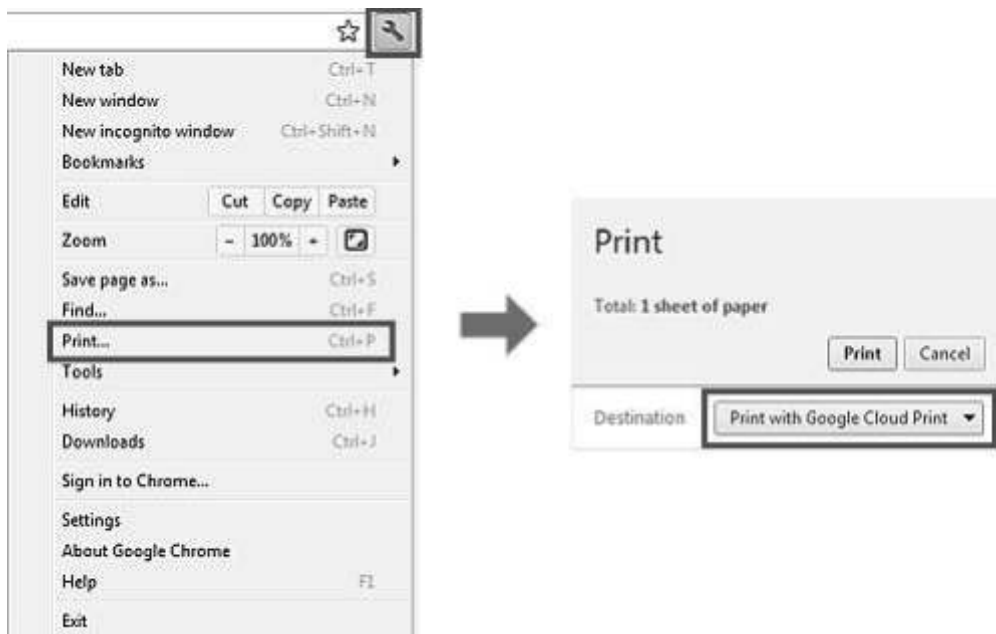 New tab Ctrl+T
New window Ctrl+N
New incognito window Ctrl+Shift+N
Bookmarks
Edit Cut Copy Paste
Zoom - 100% +
Save page as... Ctrl+S
Find... Ctrl+F
Print... Ctrl+P
Tools
History Ctrl+H
Downloads Ctrl+J
Sign in to Chrome...
Settings
About Google Chrome
Help F1
Exit
Print
Total: 1 sheet of paper
Print Cancel
Destination Print with Google Cloud Print